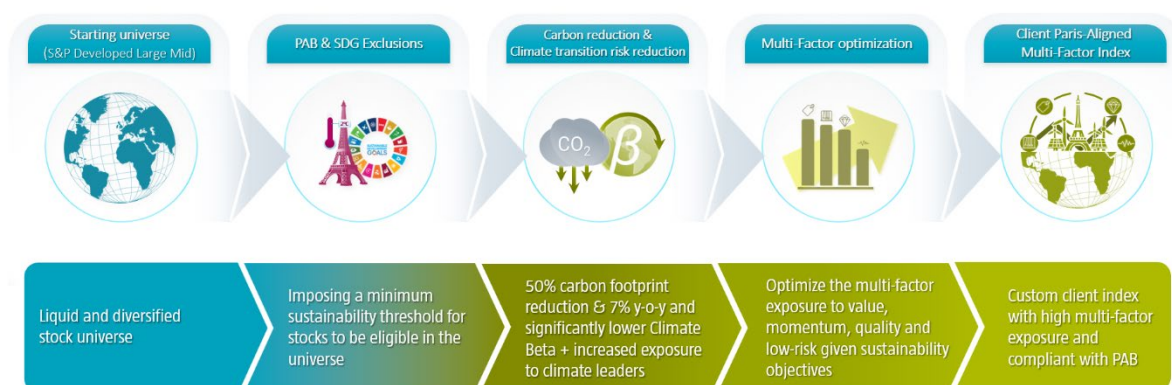 Starting universe
(S&P Developed Large Mid)
PAB & SDG Exclusions
Carbon reduction &
Climate transition risk reduction
Multi-Factor optimization
Client Paris-Aligned
Multi-Factor Index
CO₂
β
GOALS
Liquid and diversified
stock universe
Imposing a minimum
sustainability threshold for
stocks to be eligible in the
universe
50% carbon footprint
reduction & 7% y-o-y and
significantly lower Climate
Beta + increased exposure
to climate leaders
Optimize the multi-factor
exposure to value,
momentum, quality and
low-risk given sustainability
objectives
Custom client index
with high multi-factor
exposure and
compliant with PAB